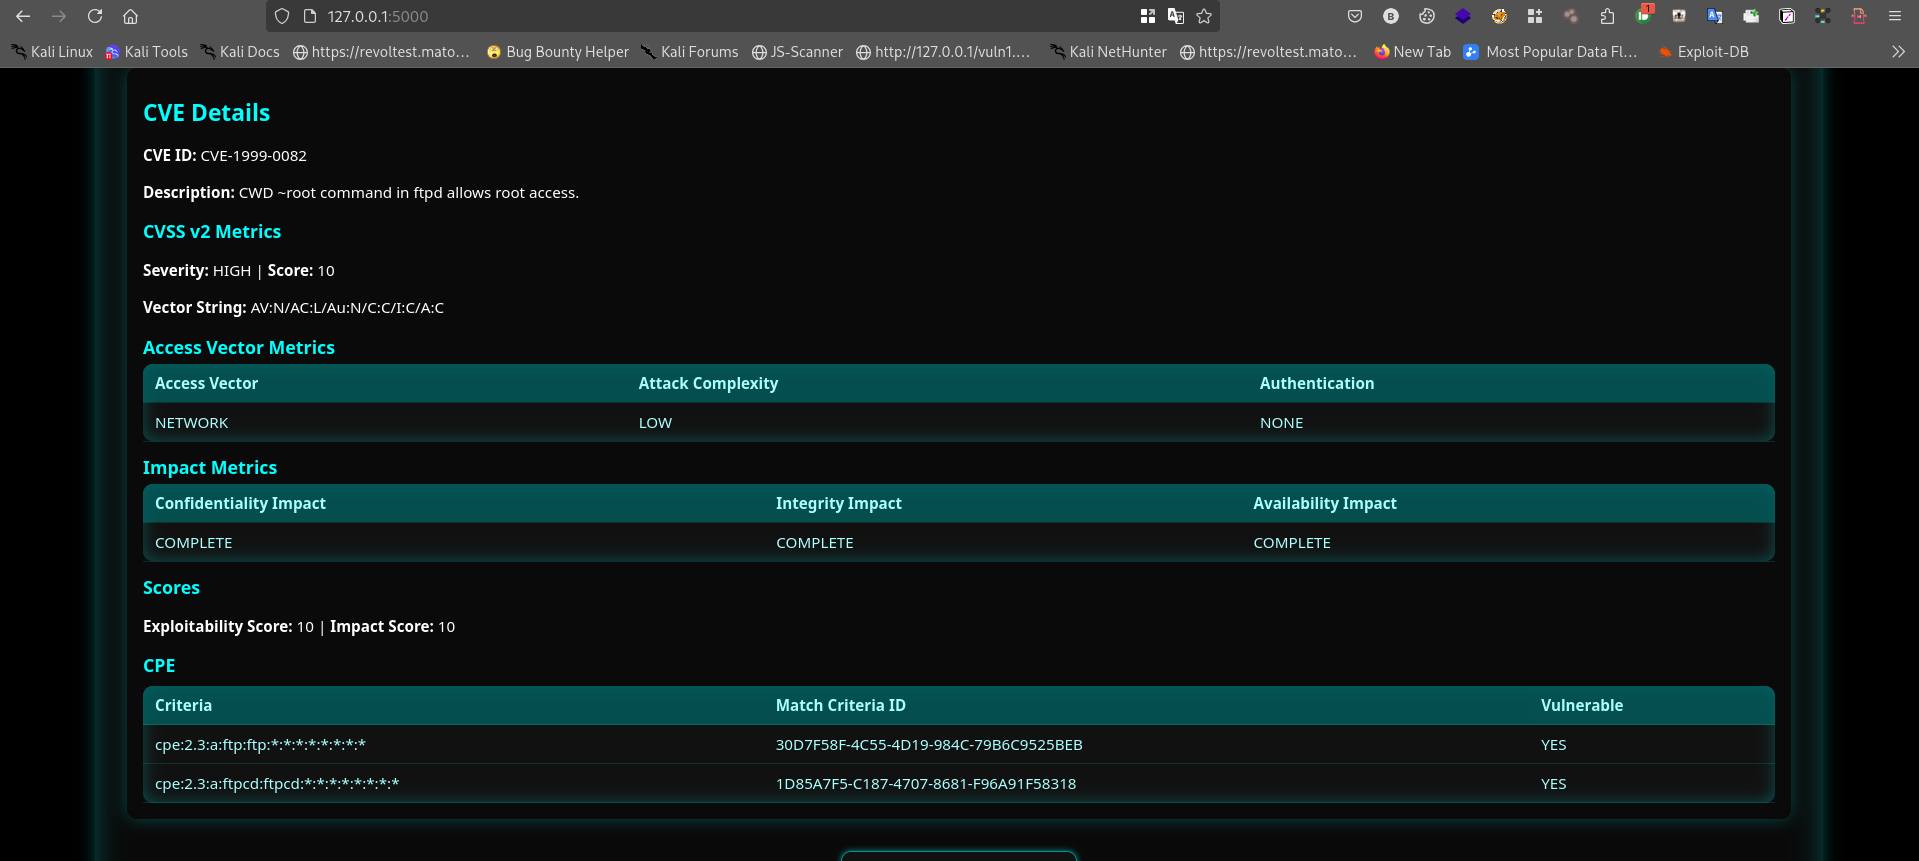 127.0.0.1:5000
1
Kali Linux Kali Tools Kali Docs https://revoltest.mato… Bug Bounty Helper Kali Forums JS-Scanner http://127.0.0.1/vuln1.… Kali NetHunter https://revoltest.mato… New Tab Most Popular Data Fl… Exploit-DB
CVE Details
CVE ID: CVE-1999-0082
Description: CWD ~root command in ftpd allows root access.
CVSS v2 Metrics
Severity: HIGH | Score: 10
Vector String: AV:N/AC:L/Au:N/C:C/I:C/A:C
Access Vector Metrics
Access Vector Attack Complexity Authentication
NETWORK LOW NONE
Impact Metrics
Confidentiality Impact Integrity Impact Availability Impact
COMPLETE COMPLETE COMPLETE
Scores
Exploitability Score: 10 | Impact Score: 10
CPE
Criteria Match Criteria ID Vulnerable
cpe:2.3:a:ftp:ftp:*:*:*:*:*:*:*:* 30D7F58F-4C55-4D19-984C-79B6C9525BEB YES
cpe:2.3:a:ftpcd:ftpcd:*:*:*:*:*:*:*:* 1D85A7F5-C187-4707-8681-F96A91F58318 YES